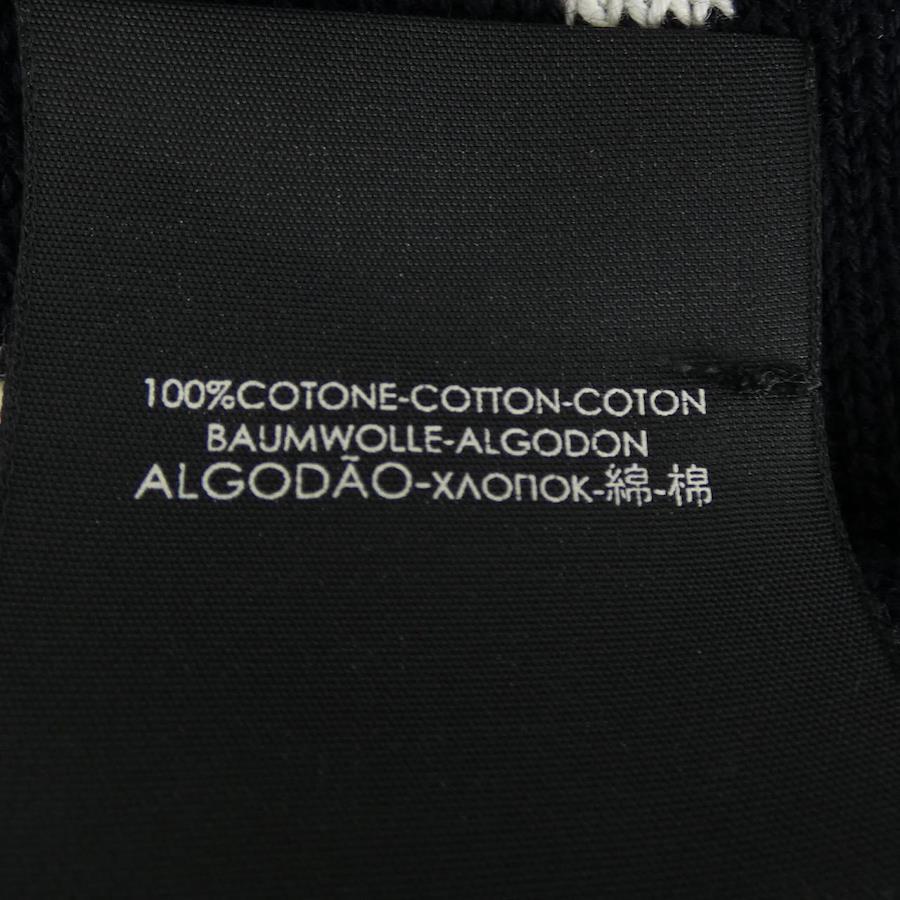 100%COTONE-COTTON-COTON
BAUMWOLLE-ALGODON
ALGODÃO-ХЛОПОК-綿-棉